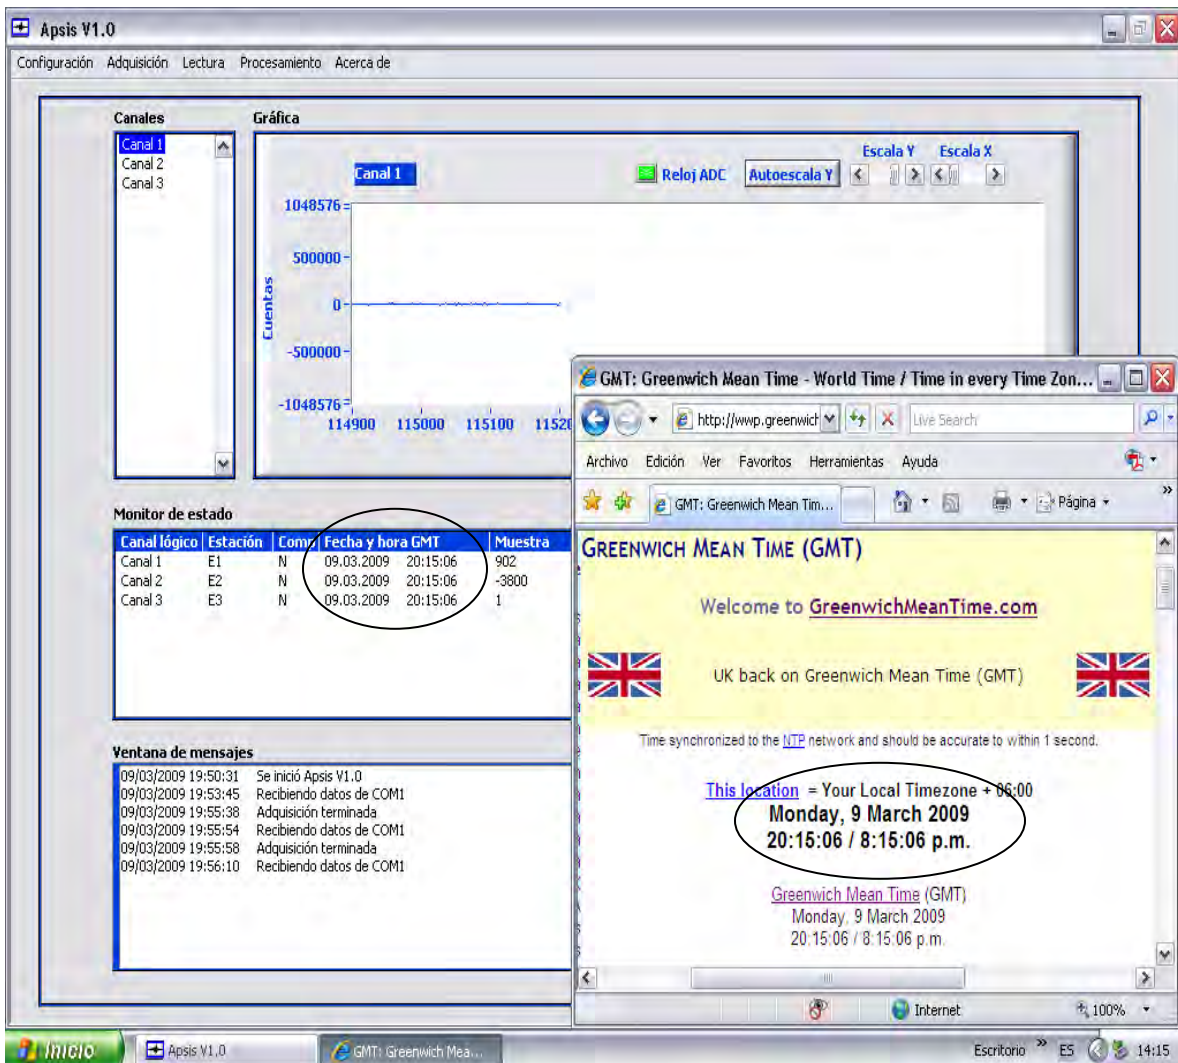 Apsis V1.0
Configuración Adquisición Lectura Procesamiento Acerca de
Canales
Canal 1
Canal 2
Canal 3
Gráfica
Canal 1
Reloj ADC
Autoescala Y
Escala Y
Escala X
1048576
500000
0
-500000
-1048576
Cuentas
114900 115000 115100 11520
Monitor de estado
Canal lógico Estación Comp Fecha y hora GMT Muestra
Canal 1 E1 N 09.03.2009 20:15:06 902
Canal 2 E2 N 09.03.2009 20:15:06 -3800
Canal 3 E3 N 09.03.2009 20:15:06 1
Ventana de mensajes
09/03/2009 19:50:31 Se inició Apsis V1.0
09/03/2009 19:53:45 Recibiendo datos de COM1
09/03/2009 19:55:38 Adquisición terminada
09/03/2009 19:55:54 Recibiendo datos de COM1
09/03/2009 19:55:58 Adquisición terminada
09/03/2009 19:56:10 Recibiendo datos de COM1
GMT: Greenwich Mean Time - World Time / Time in every Time Zon...
http://wwp.greenwich
Live Search
Archivo Edición Ver Favoritos Herramientas Ayuda
GMT: Greenwich Mean Tim...
Página
GREENWICH MEAN TIME (GMT)
Welcome to GreenwichMeanTime.com
UK back on Greenwich Mean Time (GMT)
Time synchronized to the NTP network and should be accurate to within 1 second.
This location = Your Local Timezone + 06:00
Monday, 9 March 2009
20:15:06 / 8:15:06 p.m.
Greenwich Mean Time (GMT)
Monday, 9 March 2009
20:15:06 / 8:15:06 p.m.
Internet
100%
Inicio
Apsis V1.0
GMT: Greenwich Mea...
Escritorio
ES
14:15